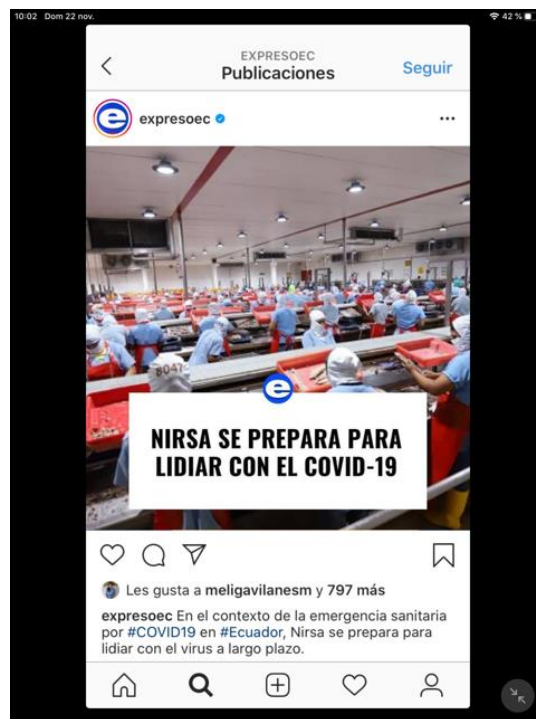 10:02 Dom 22 nov.
42 %
EXPRESOEC
Publicaciones
Seguir
e
expresoec
8047
e
NIRSA SE PREPARA PARA
LIDIAR CON EL COVID-19
Les gusta a meligavilanesm y 797 más
expresoec En el contexto de la emergencia sanitaria
por #COVID19 en #Ecuador, Nirsa se prepara para
lidiar con el virus a largo plazo.